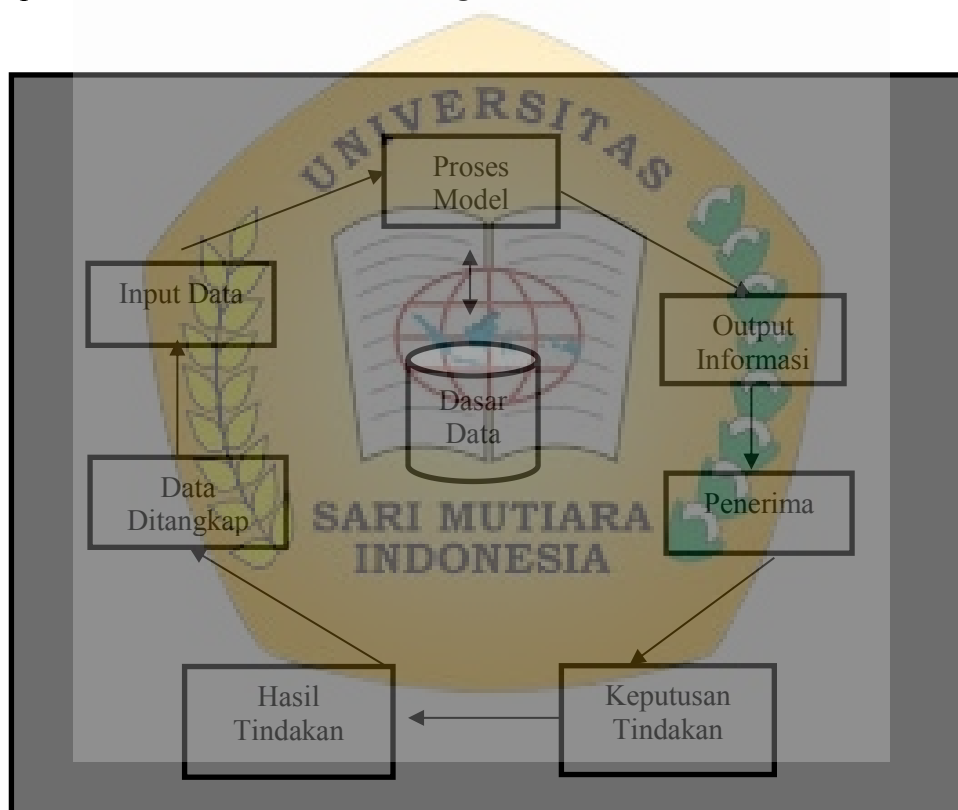 UNIVERSITAS
Proses
Model
Input Data
Output
Informasi
Dasar
Data
Data
Ditangkap
Penerima
SARI MUTIARA
INDONESIA
Hasil
Tindakan
Keputusan
Tindakan